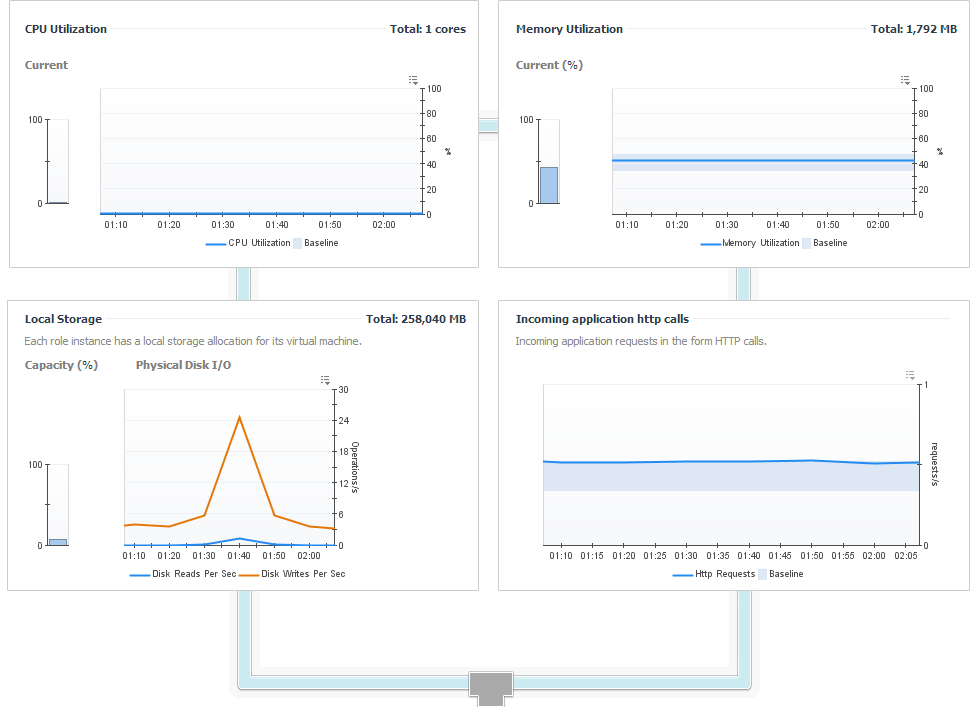 CPU Utilization
Total: 1 cores
Current
100
0
100
80
60
40
20
0
%
01:10 01:20 01:30 01:40 01:50 02:00
CPU Utilization Baseline
Memory Utilization
Total: 1,792 MB
Current (%)
100
0
100
80
60
40
20
0
%
01:10 01:20 01:30 01:40 01:50 02:00
Memory Utilization Baseline
Local Storage
Total: 258,040 MB
Each role instance has a local storage allocation for its virtual machine.
Capacity (%)
Physical Disk I/O
100
0
30
24
18
12
6
0
Operations/s
01:10 01:20 01:30 01:40 01:50 02:00
Disk Reads Per Sec Disk Writes Per Sec
Incoming application http calls
Incoming application requests in the form HTTP calls.
1
0
requests/s
01:10 01:15 01:20 01:25 01:30 01:35 01:40 01:45 01:50 01:55 02:00 02:05
Http Requests Baseline